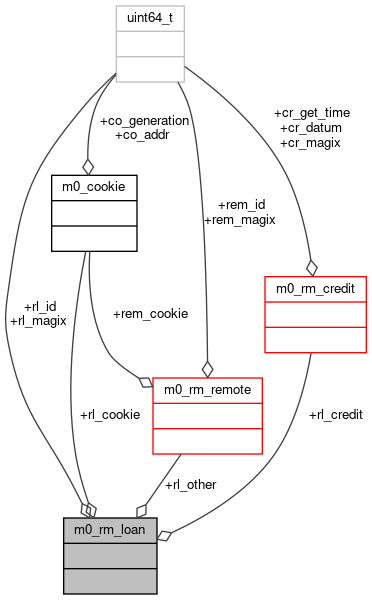 uint64_t
+cr_get_time
+cr_datum
+cr_magix
+co_generation
+co_addr
m0_cookie
+rem_id
+rem_magix
m0_rm_credit
+rl_id
+rl_magix
+rem_cookie
m0_rm_remote
+rl_cookie
+rl_credit
+rl_other
m0_rm_loan